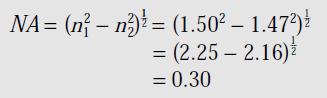 NA = (n₁² – n₂²)^½ = (1.50² – 1.47²)^½
= (2.25 – 2.16)^½
= 0.30